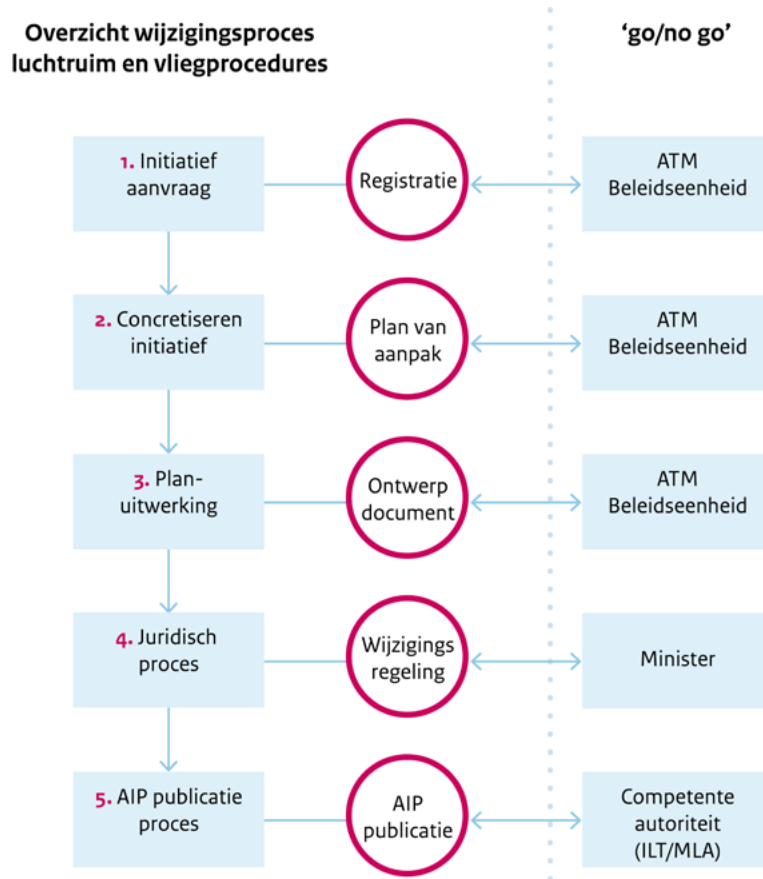 Overzicht wijzigingsproces
luchtruim en vliegprocedures
‘go/no go’
1. Initiatief
aanvraag
Registratie
ATM
Beleidseenheid
2. Concretiseren
initiatief
Plan van
aanpak
ATM
Beleidseenheid
3. Plan-
uitwerking
Ontwerp
document
ATM
Beleidseenheid
4. Juridisch
proces
Wijzigings
regeling
Minister
5. AIP publicatie
proces
AIP
publicatie
Competente
autoriteit
(ILT/MLA)